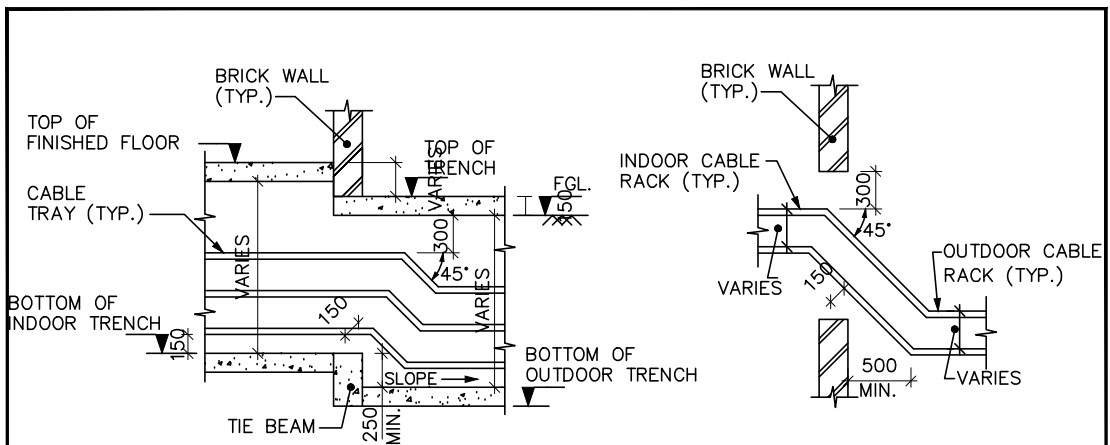 BRICK WALL
(TYP.)
TOP OF
FINISHED FLOOR
CABLE
TRAY (TYP.)
BOTTOM OF
INDOOR TRENCH
150
VARIES
TOP OF
TRENCH
VARIES
FGL.
150
300
45°
VARIES
150
SLOPE
250
MIN.
TIE BEAM
BOTTOM OF
OUTDOOR TRENCH
BRICK WALL
(TYP.)
INDOOR CABLE
RACK (TYP.)
300
45°
OUTDOOR CABLE
RACK (TYP.)
VARIES
150
500
MIN.
VARIES